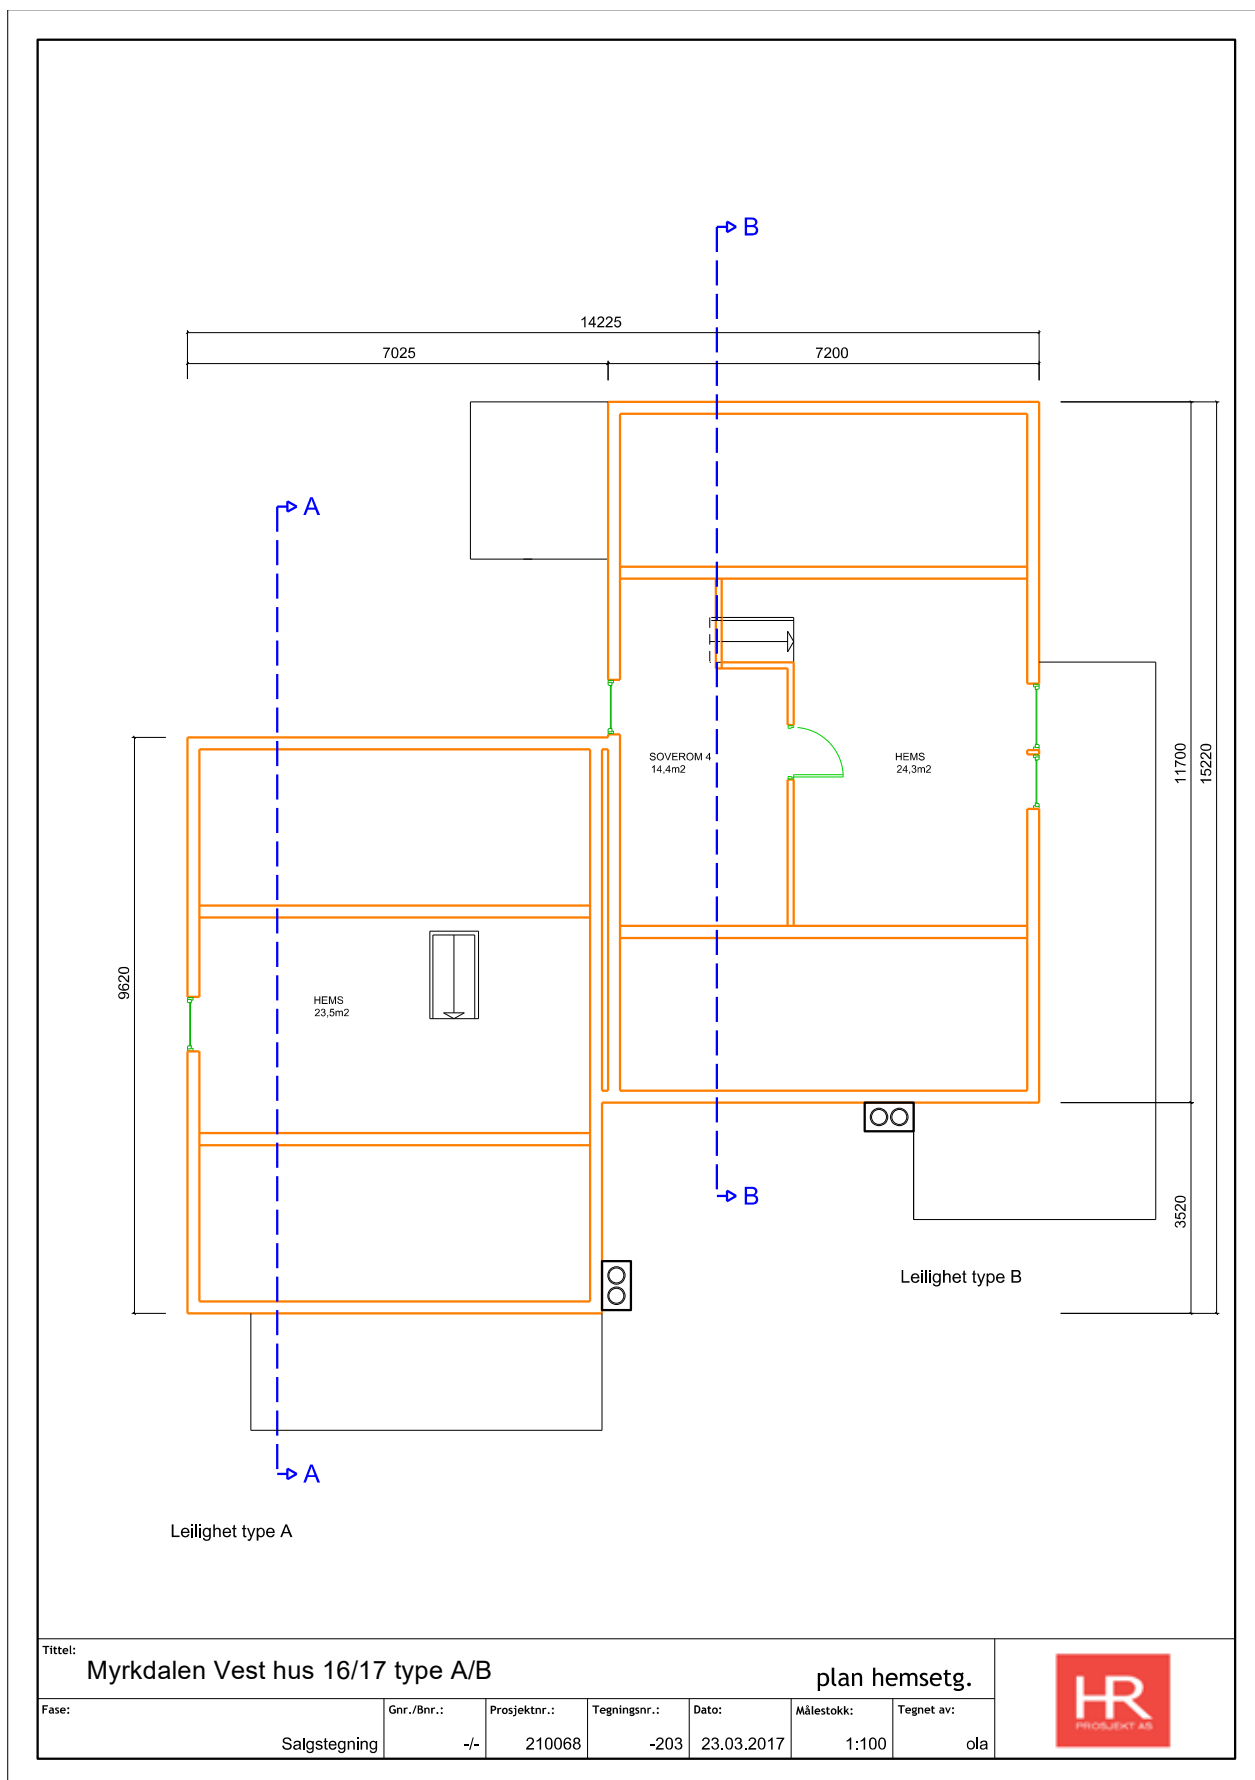 B
14225
7025
7200
A
SOVEROM 4
14,4m2
HEMS
24,3m2
11700
15220
9620
HEMS
23,5m2
B
3520
Leilighet type B
A
Leilighet type A
Tittel:
Myrkdalen Vest hus 16/17 type A/B
plan hemsetg.
Fase:
Salgstegning
Gnr./Bnr.:
-/-
Prosjektnr.:
210068
Tegningsnr.:
-203
Dato:
23.03.2017
Målestokk:
1:100
Tegnet av:
ola
HR
PROSJEKT AS